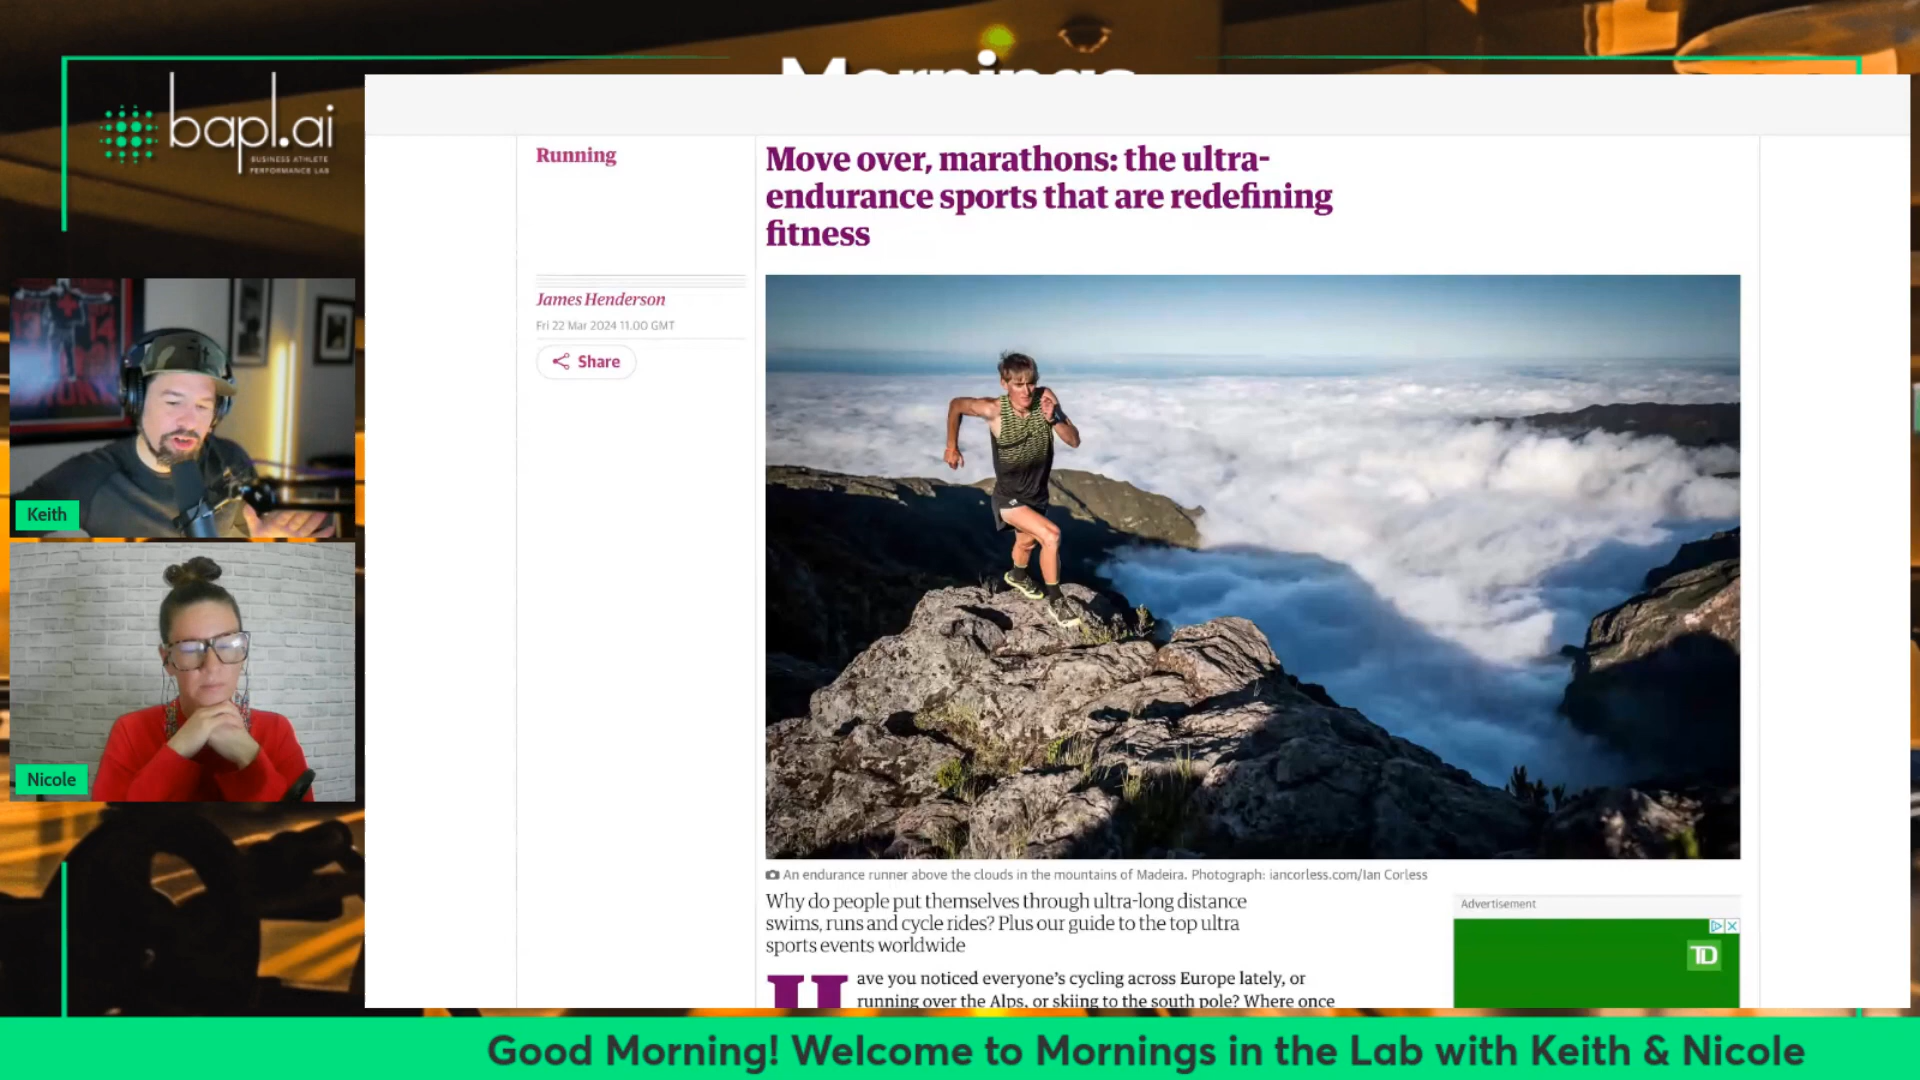 Mornings
bapl.ai
BUSINESS ATHLETE
PERFORMANCE LAB
Keith
Nicole
Running
Move over, marathons: the ultra-
endurance sports that are redefining
fitness
James Henderson
Fri 22 Mar 2024 11.00 GMT
Share
An endurance runner above the clouds in the mountains of Madeira. Photograph: iancorless.com/Ian Corless
Why do people put themselves through ultra-long distance
swims, runs and cycle rides? Plus our guide to the top ultra
sports events worldwide
Have you noticed everyone’s cycling across Europe lately, or
running over the Alps, or skiing to the south pole? Where once
Advertisement
TD
Good Morning! Welcome to Mornings in the Lab with Keith & Nicole